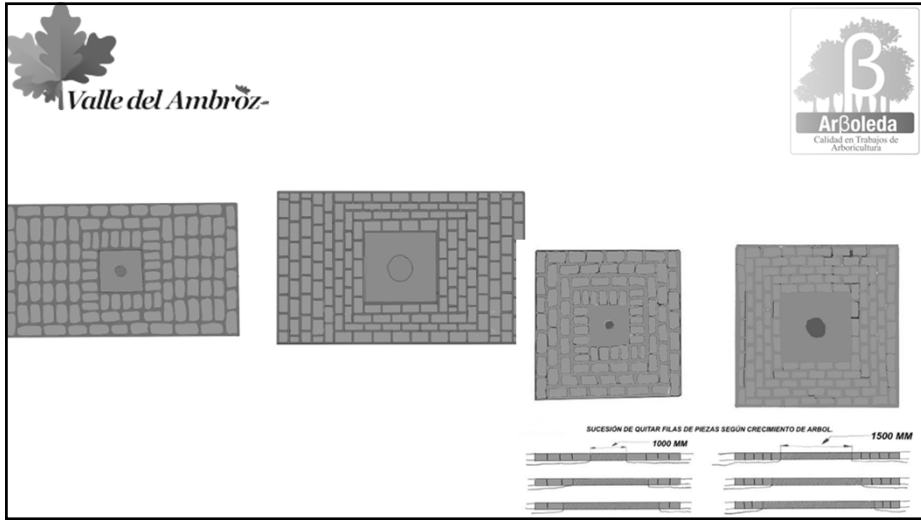 Valle del Ambroz
β
Arβoleda
Calidad en Trabajos de
Arboricultura
SUCESIÓN DE QUITAR FILAS DE PIEZAS SEGÚN CRECIMIENTO DE ARBOL.
1000 MM
1500 MM